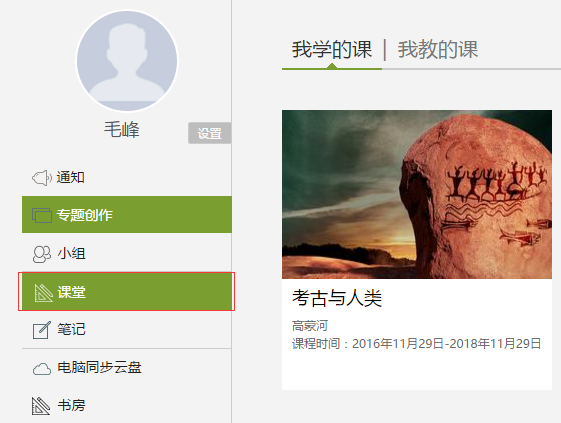 毛峰
设置
通知
专题创作
小组
课堂
笔记
电脑同步云盘
书房
我学的课 | 我教的课
考古与人类
高蒙河
课程时间：2016年11月29日-2018年11月29日